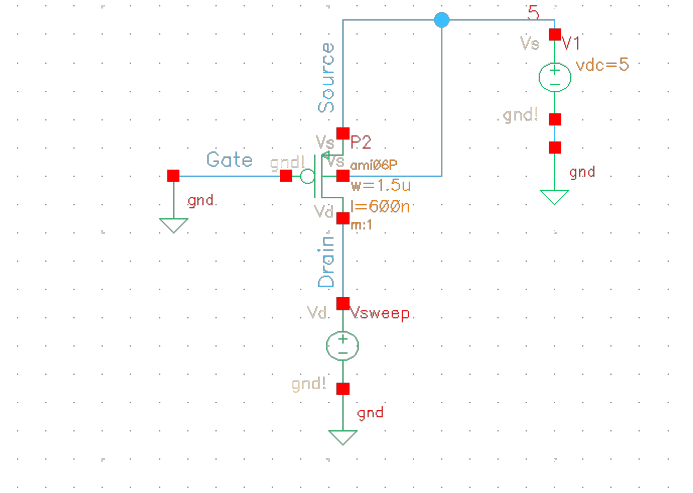 5
Vs
V1
vdc=5
gnd!
gnd
Source
Vs
P2
Gate
gnd!
Vs
ami06P
w=1.5u
gnd
Vd
l=600n
m:1
Drain
Vd
Vsweep
gnd!
gnd